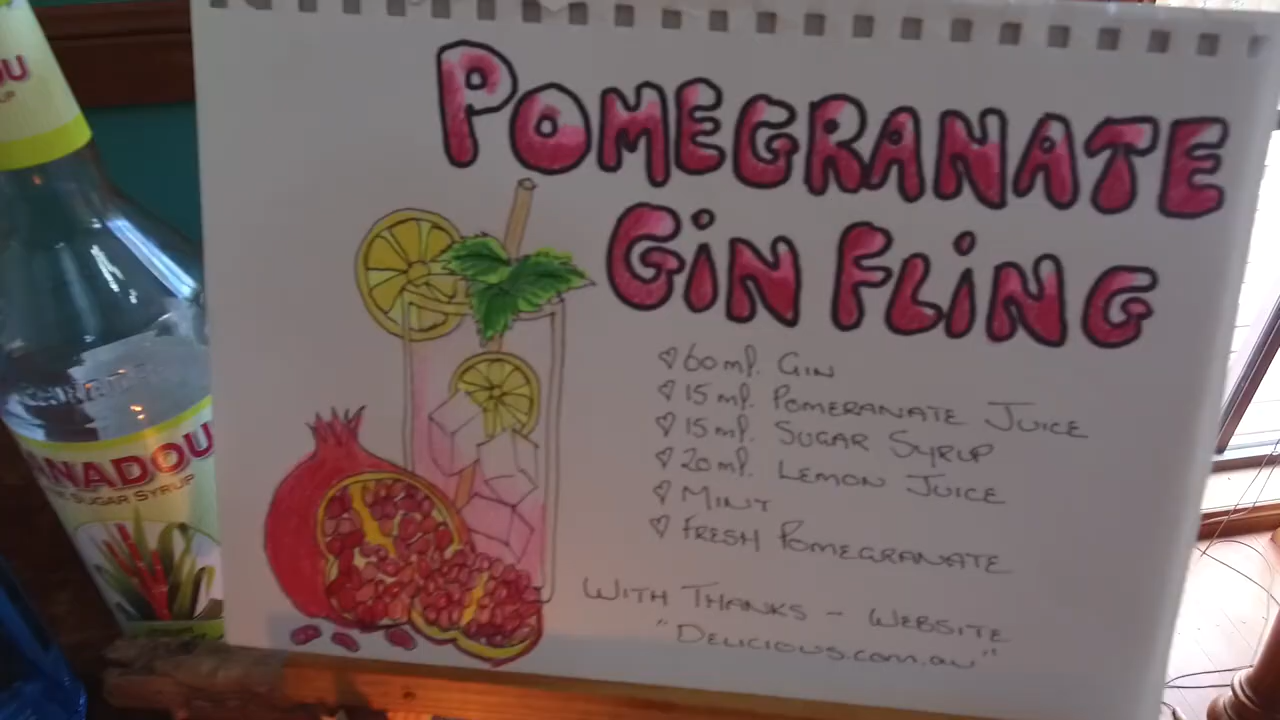 POMEGRANATE
GiN FLiNG
60ml. GIN
15ml. POMERANATE JUICE
15ml. SUGAR SYRUP
20ml. LEMON JUICE
MINT
FRESH POMEGRANATE
WITH THANKS - WEBSITE
"DELICIOUS.com.au"
ANADOU
SUGAR SYRUP